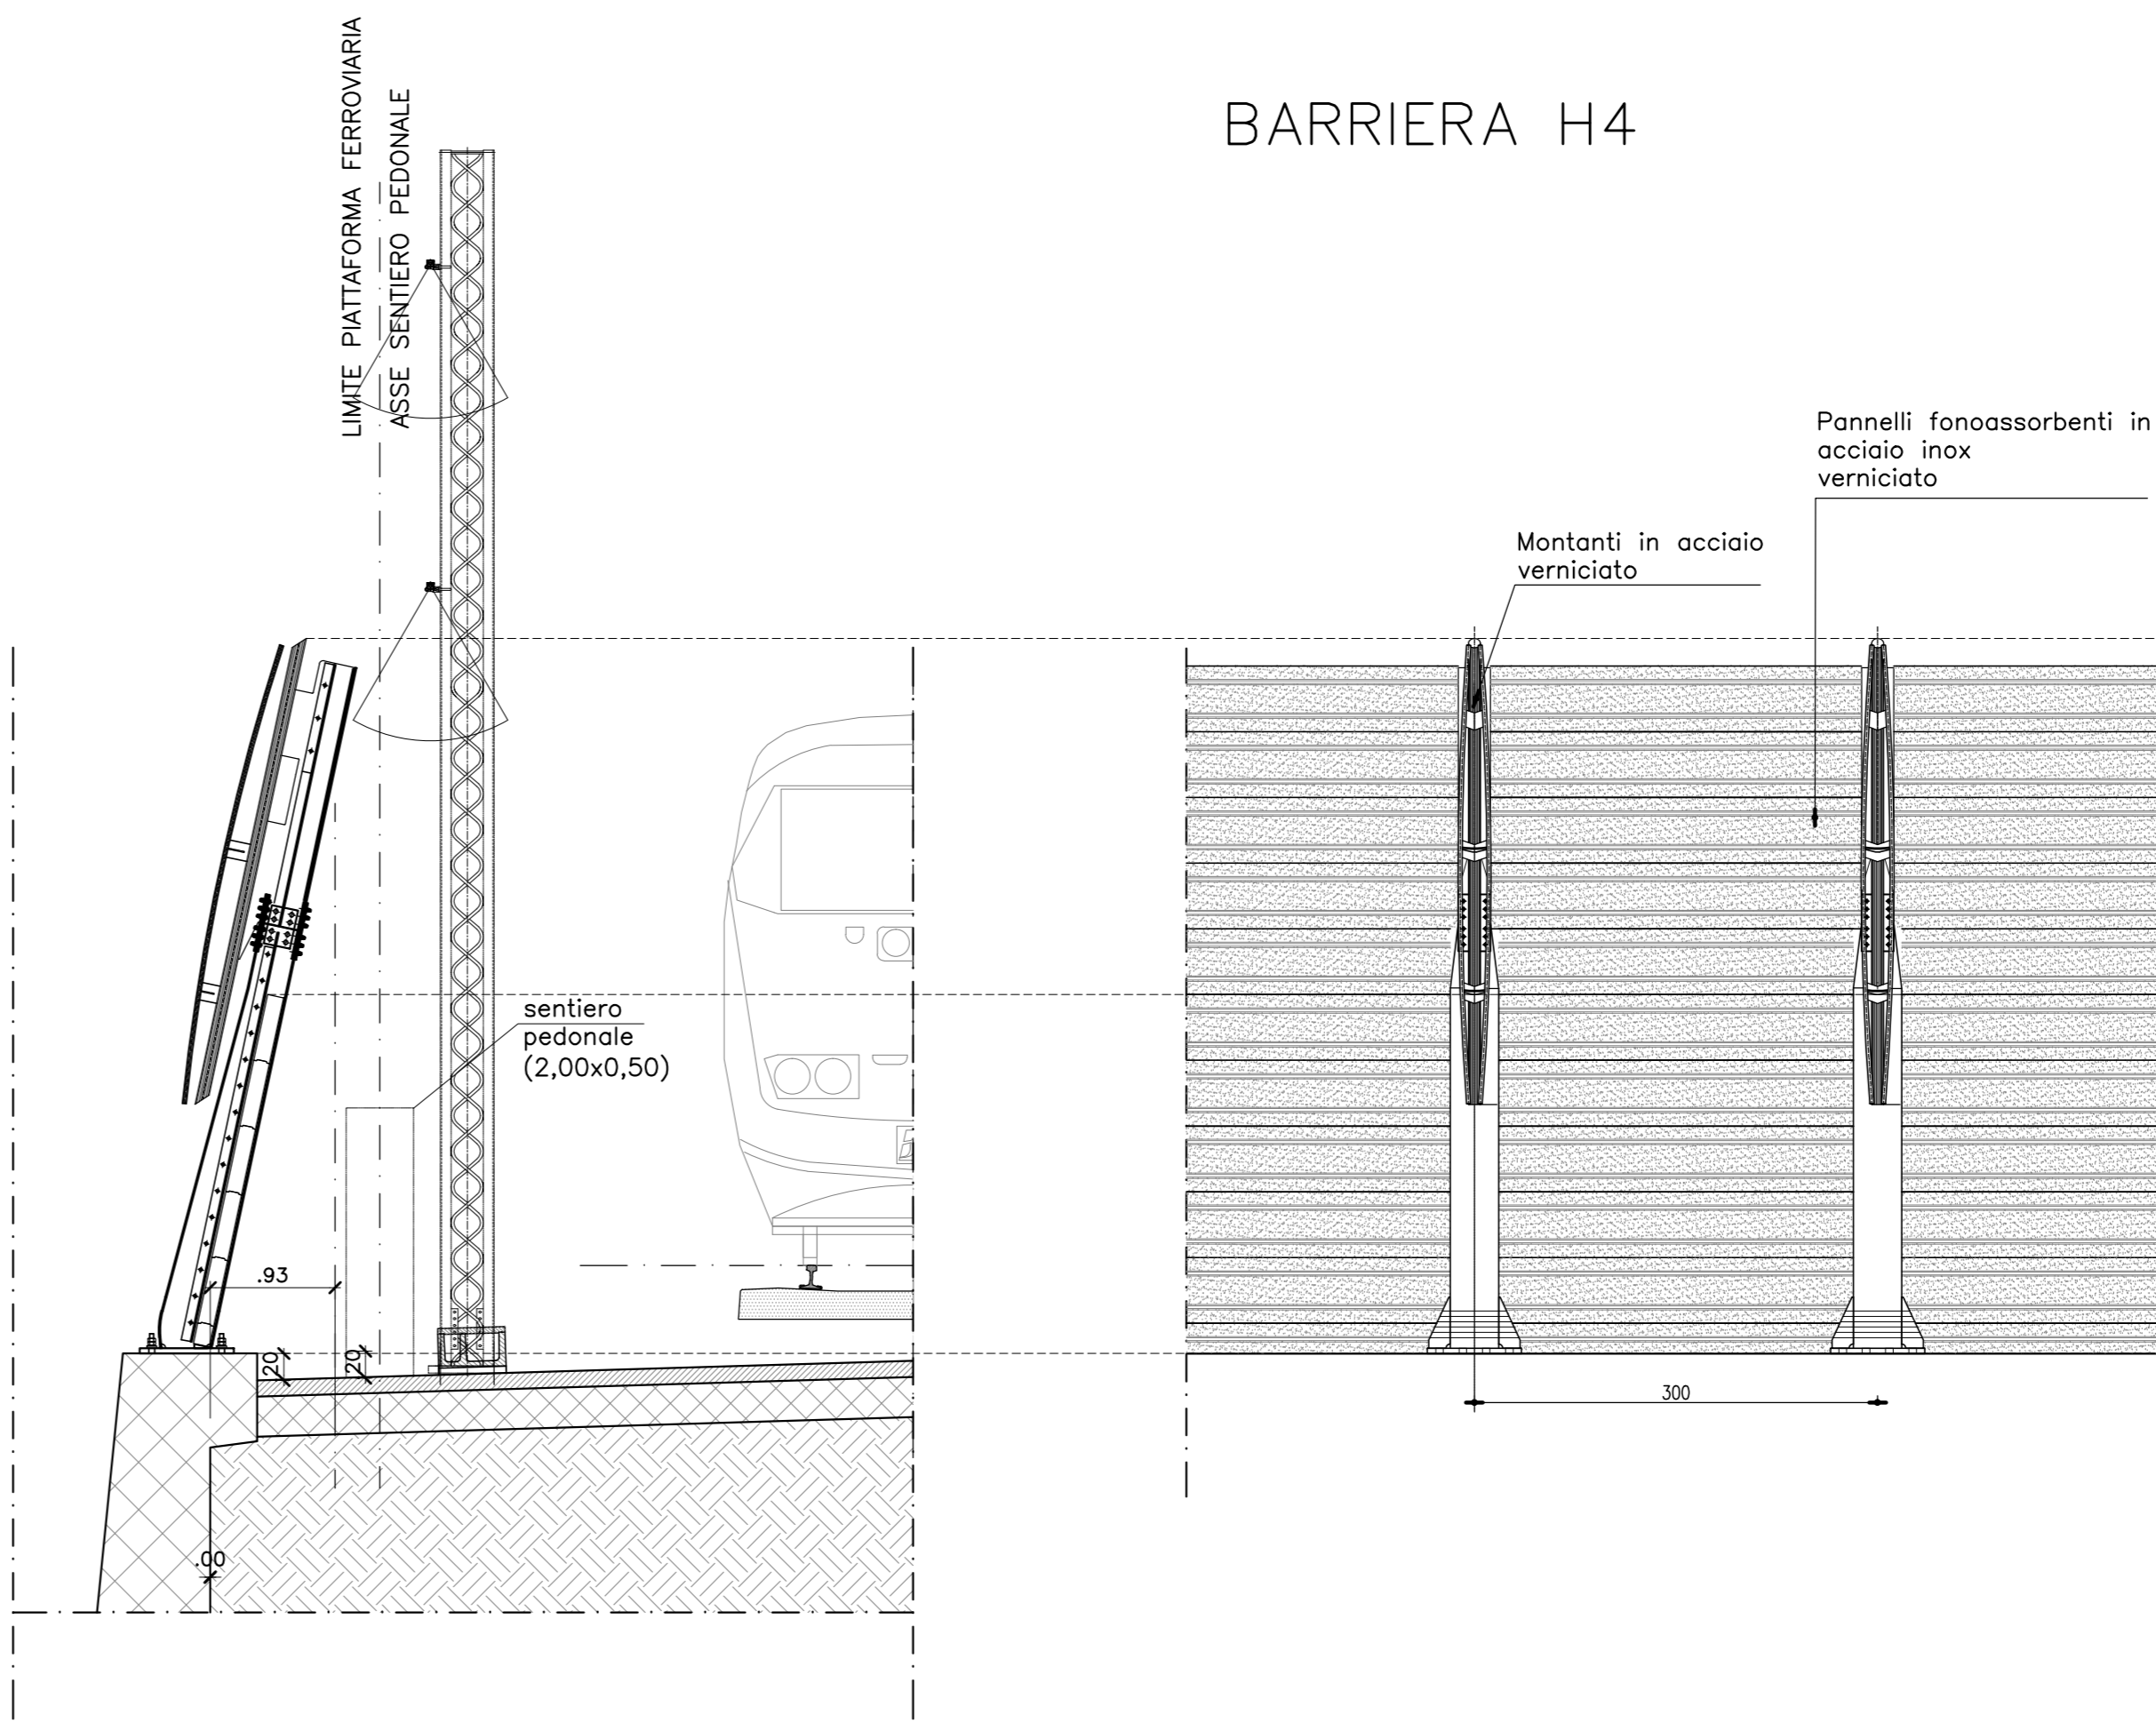 LIMITE PIATTAFORMA FERROVIARIA
ASSE SENTIERO PEDONALE
BARRIERA H4
Pannelli fonoassorbenti in
acciaio inox
verniciato
Montanti in acciaio
verniciato
sentiero
pedonale
(2,00x0,50)
.93
20
20
300
.00